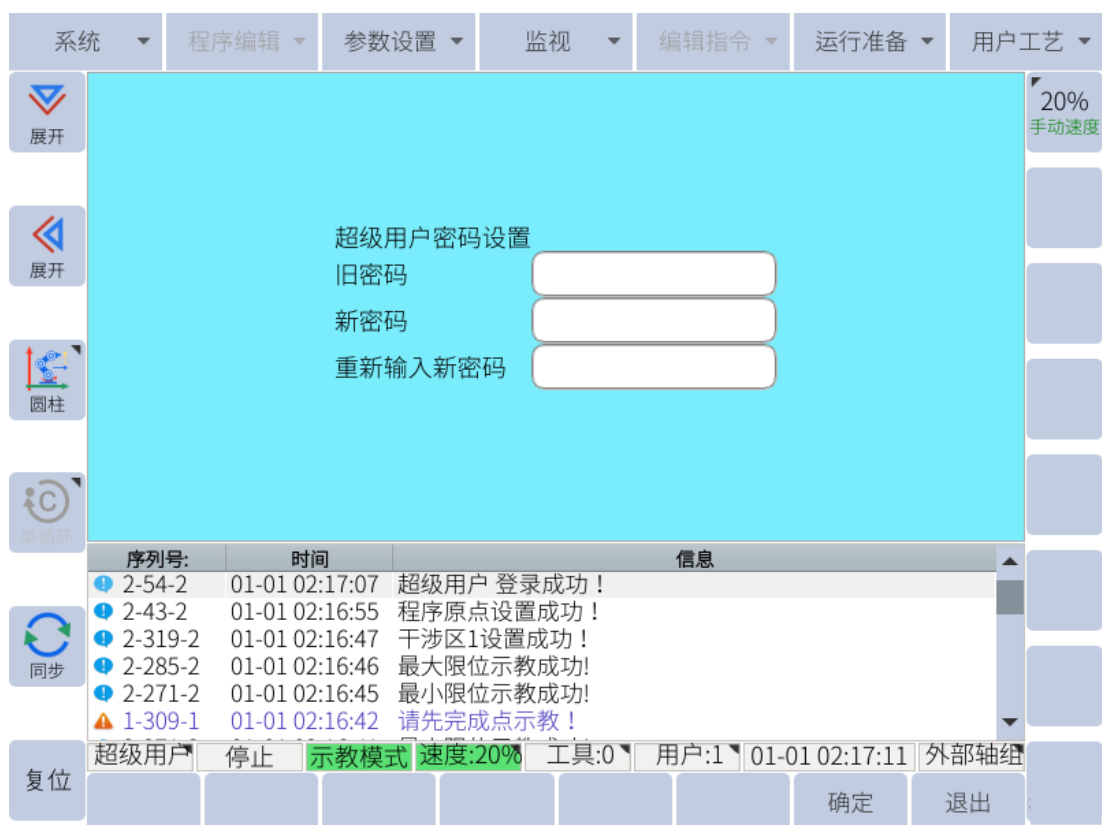 系统 程序编辑 参数设置 监视 编辑指令 运行准备 用户工艺
展开
20%
手动速度
展开
超级用户密码设置
旧密码
新密码
重新输入新密码
圆柱
单循环
序列号: 时间 信息
2-54-2 01-01 02:17:07 超级用户 登录成功！
2-43-2 01-01 02:16:55 程序原点设置成功！
2-319-2 01-01 02:16:47 干涉区1设置成功！
2-285-2 01-01 02:16:46 最大限位示教成功!
同步
2-271-2 01-01 02:16:45 最小限位示教成功!
1-309-1 01-01 02:16:42 请先完成点示教！
超级用户 停止 示教模式 速度:20% 工具:0 用户:1 01-01 02:17:11 外部轴组
复位
确定 退出